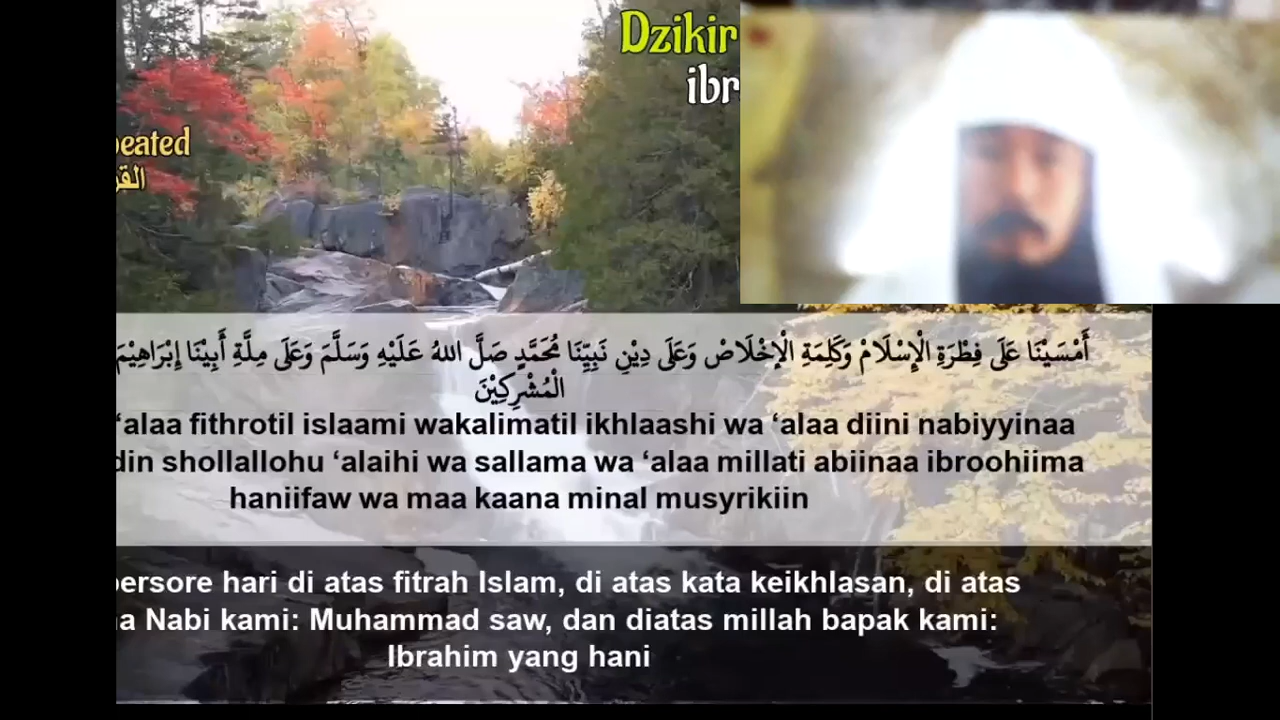 Dzikir
ibr
peated
أَمْسَيْنَا عَلَى فِطْرَةِ الْإِسْلَامْ وَكَلِمَةِ الْإِخْلَاصْ وَعَلَى دِيْنِ نَبِيِّنَا مُحَمَّدٍ صَلَّ اللهُ عَلَيْهِ وَسَلَّمَ وَعَلَى مِلَّةِ أَبِيْنَا إِبْرَاهِيْمَ
الْمُشْرِكِيْنَ
‘alaa fithrotil islaami wakalimatil ikhlaashi wa ‘alaa diini nabiyyinaa
din shollallohu ‘alaihi wa sallama wa ‘alaa millati abiinaa ibroohiima
haniifaw wa maa kaana minal musyrikiin
persore hari di atas fitrah Islam, di atas kata keikhlasan, di atas
a Nabi kami: Muhammad saw, dan diatas millah bapak kami:
Ibrahim yang hani